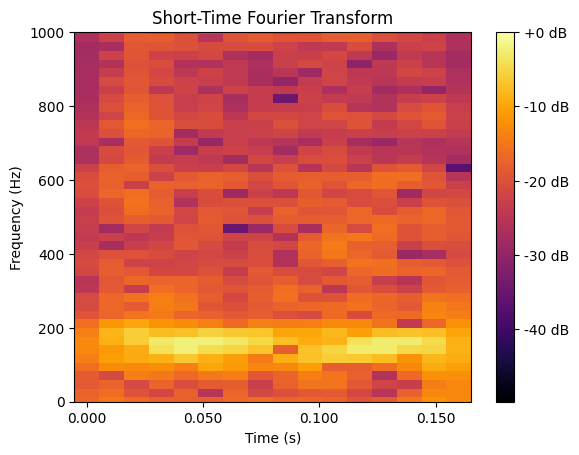 Short-Time Fourier Transform
1000
800
600
400
200
0
Frequency (Hz)
0.000
0.050
0.100
0.150
Time (s)
+0 dB
-10 dB
-20 dB
-30 dB
-40 dB